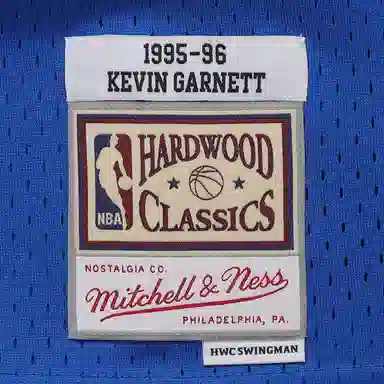 1995-96
KEVIN GARNETT
HARDWOOD
NBA
CLASSICS
NOSTALGIA CO.
Mitchell & Ness
PHILADELPHIA, PA.
HWC SWINGMAN